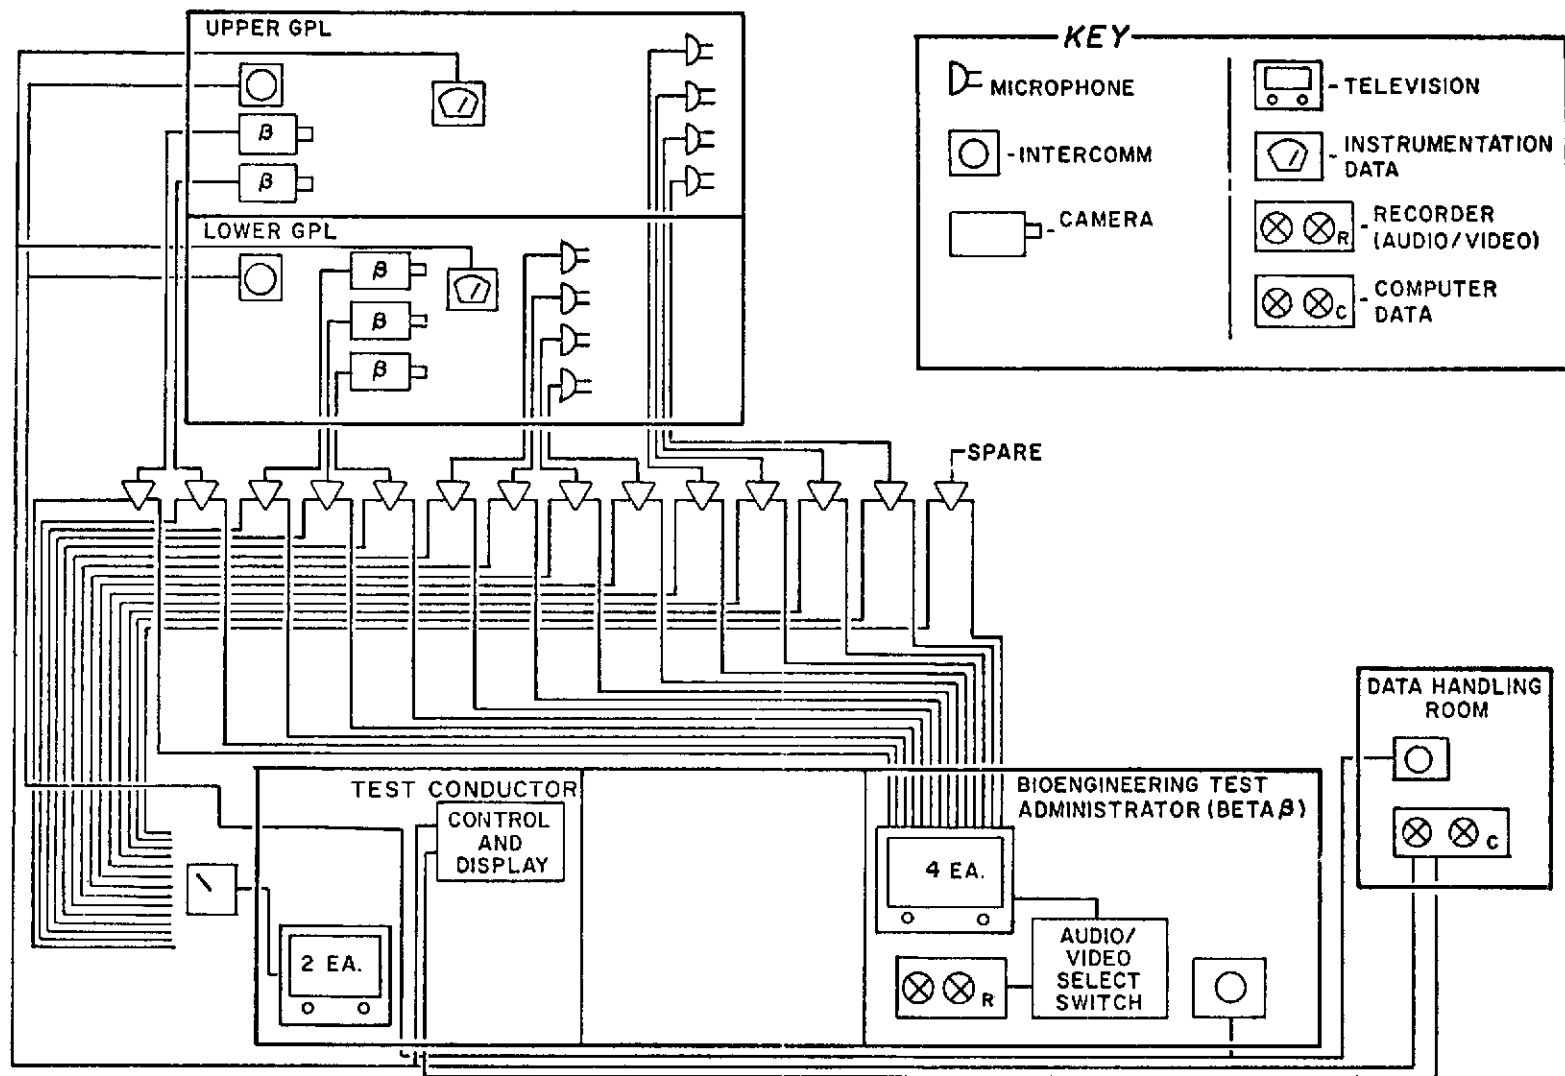 UPPER GPL
β
β
LOWER GPL
β
β
β
KEY
MICROPHONE
-INTERCOMM
-CAMERA
-TELEVISION
-INSTRUMENTATION
DATA
-RECORDER
(AUDIO/VIDEO)
R
-COMPUTER
DATA
C
SPARE
TEST CONDUCTOR
CONTROL
AND
DISPLAY
2 EA.
BIOENGINEERING TEST
ADMINISTRATOR (BETA β)
4 EA.
AUDIO/
VIDEO
SELECT
SWITCH
R
DATA HANDLING
ROOM
C